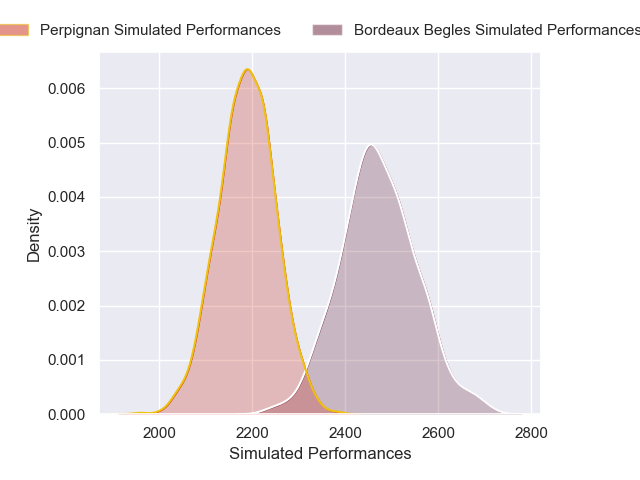 Perpignan Simulated Performances Bordeaux Begles Simulated Performances
0.006
0.005
0.004
0.003
0.002
0.001
0.000
Density
2000 2200 2400 2600 2800
Simulated Performances